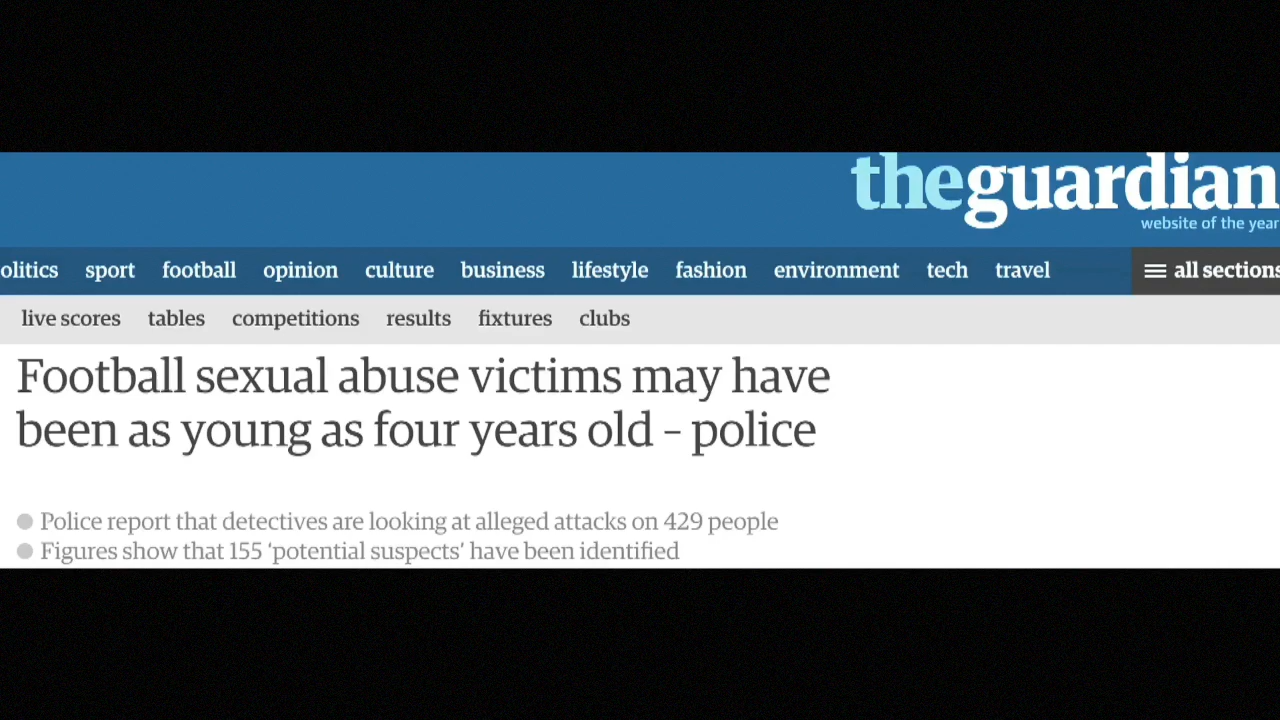 theguardian
website of the year
olitics sport football opinion culture business lifestyle fashion environment tech travel all sections
live scores tables competitions results fixtures clubs
Football sexual abuse victims may have
been as young as four years old – police
Police report that detectives are looking at alleged attacks on 429 people
Figures show that 155 ‘potential suspects’ have been identified